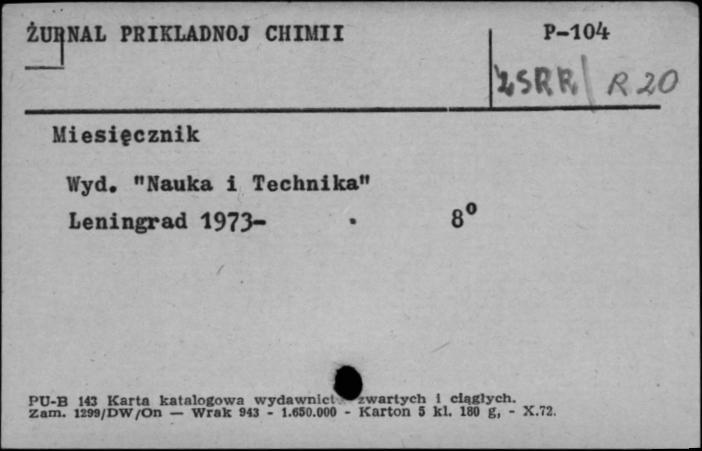 ŻURNAL PRIKLADNOJ CHIMII
P-104
ZSRR/ R 20
Miesięcznik
Wyd. "Nauka i Technika"
Leningrad 1973- . 8°
PU-B 143 Karta katalogowa zwartych i ciągłych.
Zam. 1299/DW/On — Wrak 943 - 1.650.000 - Karton 5 kl. 180 g, - X.72.